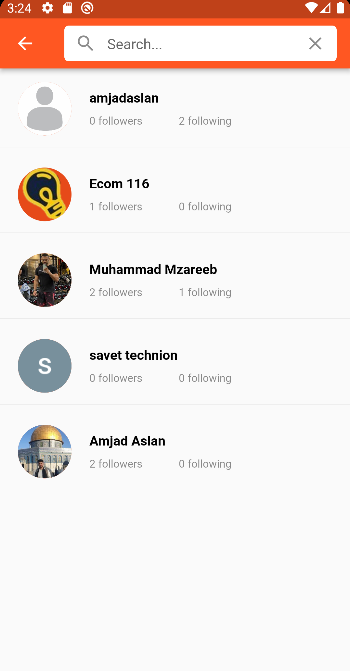 3:24
Search...
amjadaslan
0 followers 2 following
Ecom 116
1 followers 0 following
Muhammad Mzareeb
2 followers 1 following
S
savet technion
0 followers 0 following
Amjad Aslan
2 followers 0 following